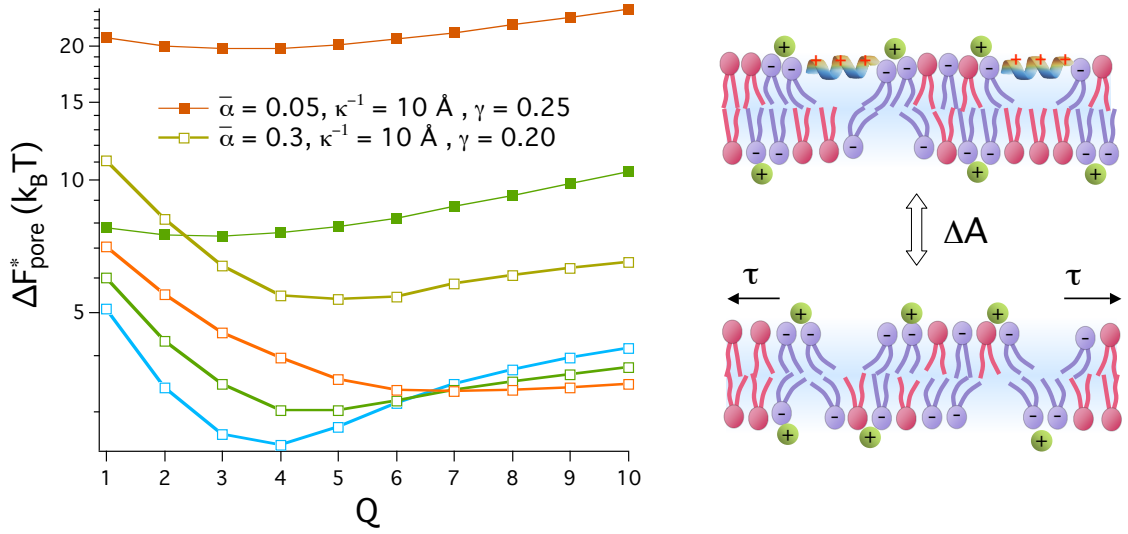 ΔF*pore (kBT)
20
15
10
5
α̅ = 0.05, κ⁻¹ = 10 Å , γ = 0.25
α̅ = 0.3, κ⁻¹ = 10 Å , γ = 0.20
1 2 3 4 5 6 7 8 9 10
Q
+ + +
+ + + + + +
- - - - - -
- -
- - - - - -
+ + +
ΔA
τ τ
+ + +
- - - - - - -
- - - - - -
+ + +